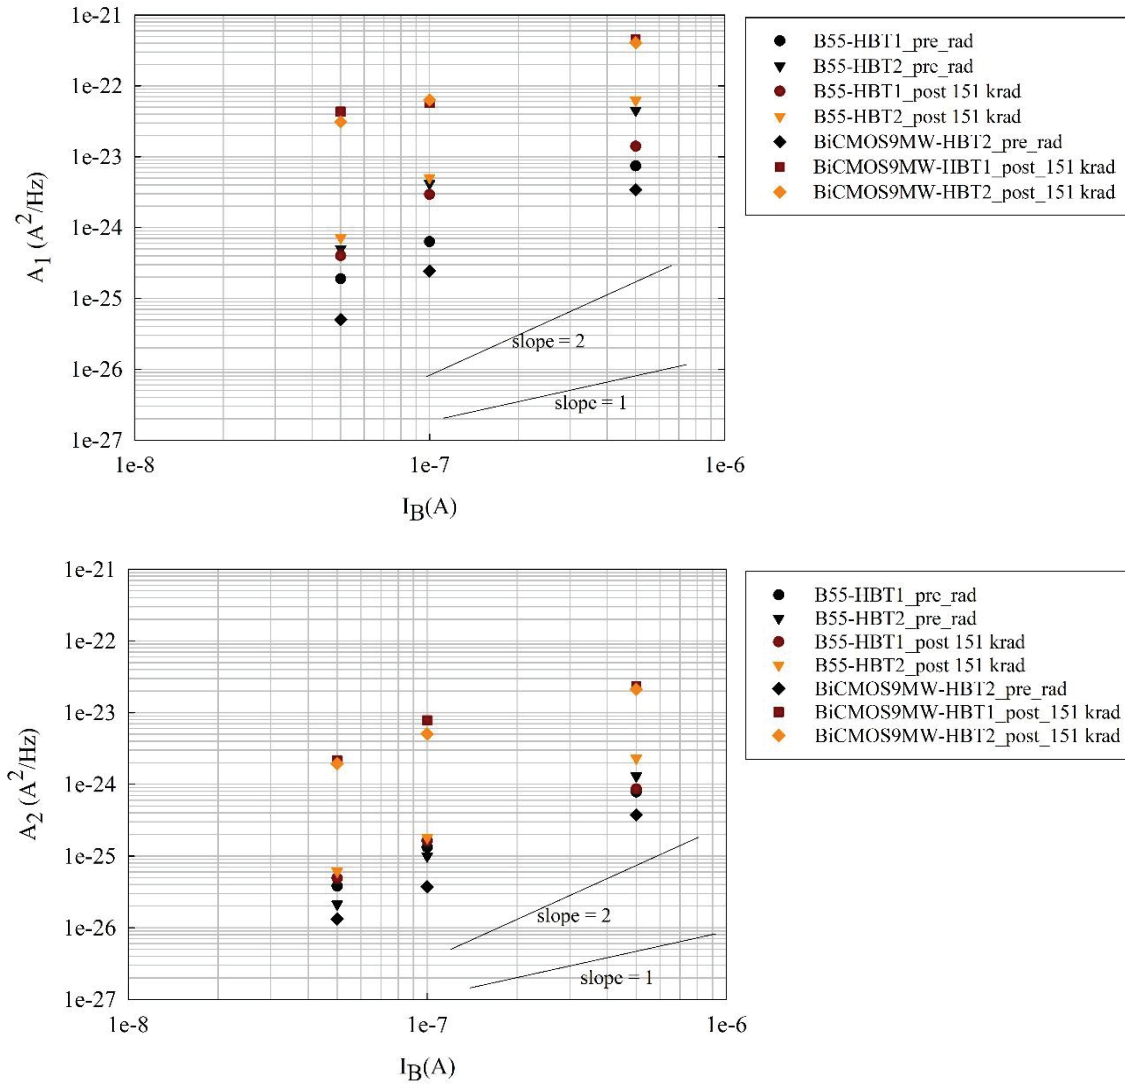 1e-21
1e-22
1e-23
1e-24
1e-25
1e-26
1e-27
A1 (A^2/Hz)
slope = 2
slope = 1
1e-8
1e-7
1e-6
IB(A)
B55-HBT1_pre_rad
B55-HBT2_pre_rad
B55-HBT1_post 151 krad
B55-HBT2_post 151 krad
BiCMOS9MW-HBT2_pre_rad
BiCMOS9MW-HBT1_post_151 krad
BiCMOS9MW-HBT2_post_151 krad
1e-21
1e-22
1e-23
1e-24
1e-25
1e-26
1e-27
A2 (A^2/Hz)
slope = 2
slope = 1
1e-8
1e-7
1e-6
IB(A)
B55-HBT1_pre_rad
B55-HBT2_pre_rad
B55-HBT1_post 151 krad
B55-HBT2_post 151 krad
BiCMOS9MW-HBT2_pre_rad
BiCMOS9MW-HBT1_post_151 krad
BiCMOS9MW-HBT2_post_151 krad